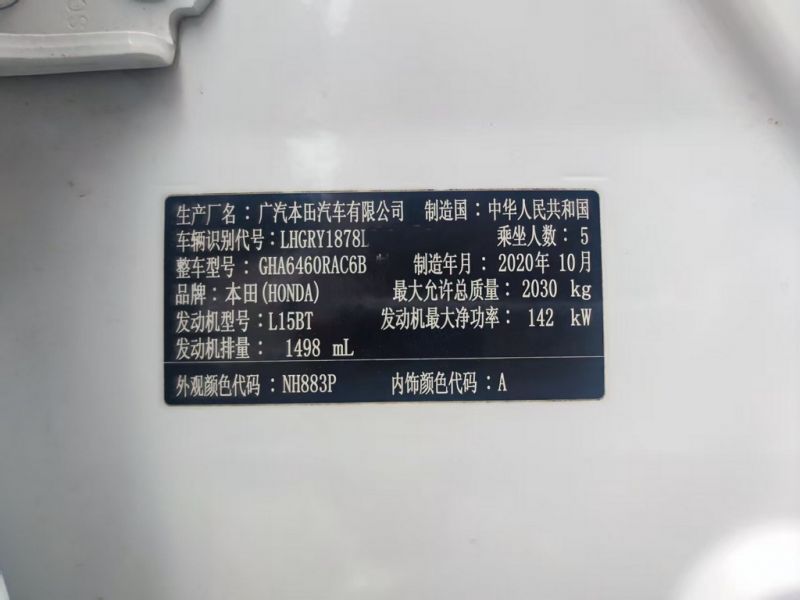 生产厂名：广汽本田汽车有限公司 制造国：中华人民共和国
车辆识别代号：LHGRY1878L 乘坐人数：5
整车型号：GHA6460RAC6B 制造年月：2020年 10月
品牌：本田(HONDA) 最大允许总质量：2030 kg
发动机型号：L15BT 发动机最大净功率：142 kW
发动机排量：1498 mL
外观颜色代码：NH883P 内饰颜色代码：A